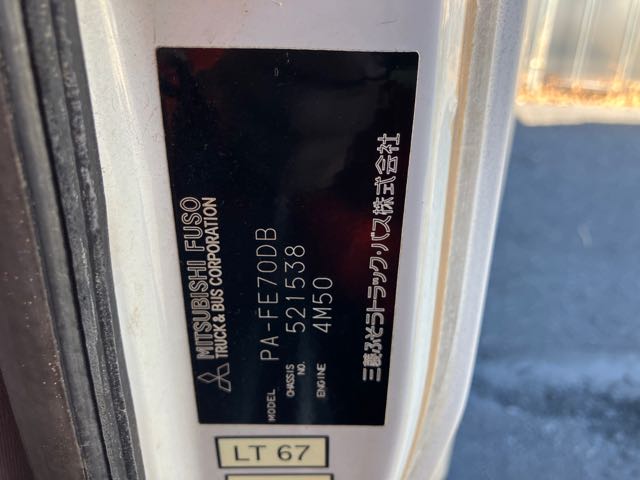 MITSUBISHI FUSO
TRUCK & BUS CORPORATION
MODEL PA-FE70DB
CHASSIS NO. 521538
ENGINE 4M50
三菱ふそうトラック・バス株式会社
LT 67